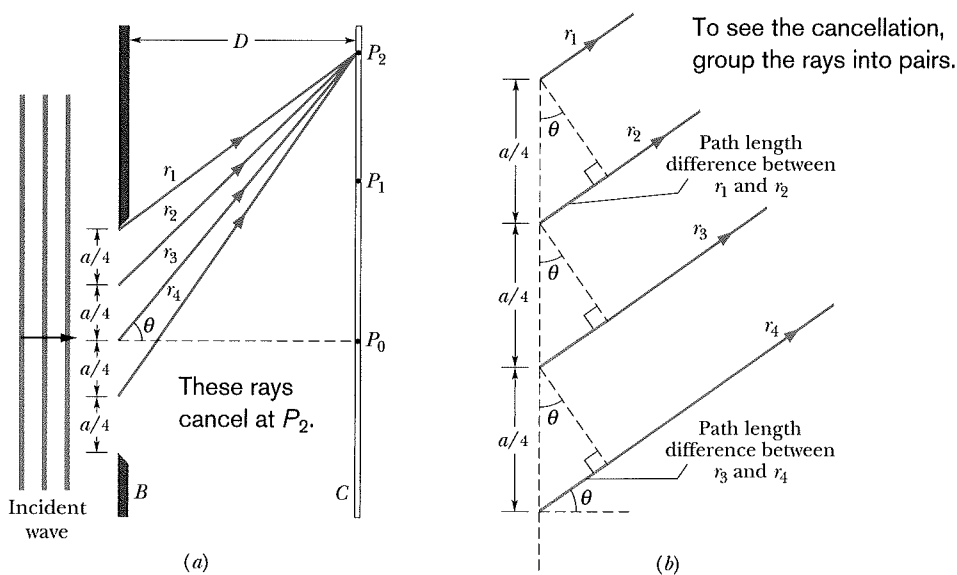 D
P₂
r₁
r₂
r₃
r₄
θ
P₁
P₀
a/4
a/4
a/4
a/4
These rays
cancel at P₂.
B
C
Incident
wave
(a)
To see the cancellation,
group the rays into pairs.
r₁
θ
a/4
r₂
Path length
difference between
r₁ and r₂
r₃
θ
a/4
r₄
θ
a/4
Path length
difference between
r₃ and r₄
θ
(b)